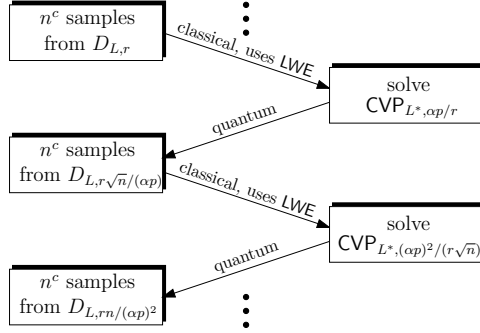 n^c samples
from D_{L,r}
classical, uses LWE
solve
CVP_{L*,αp/r}
quantum
n^c samples
from D_{L,r√n/(αp)}
classical, uses LWE
solve
CVP_{L*,(αp)^2/(r√n)}
quantum
n^c samples
from D_{L,rn/(αp)^2}